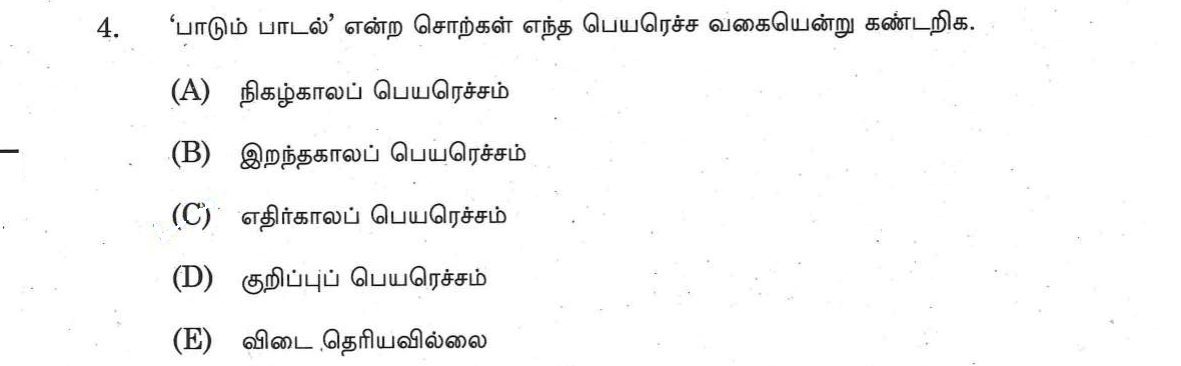 4. ‘பாடும் பாடல்’ என்ற சொற்கள் எந்த பெயரெச்ச வகையென்று கண்டறிக.
(A) நிகழ்காலப் பெயரெச்சம்
(B) இறந்தகாலப் பெயரெச்சம்
(C) எதிர்காலப் பெயரெச்சம்
(D) குறிப்புப் பெயரெச்சம்
(E) விடை தெரியவில்லை